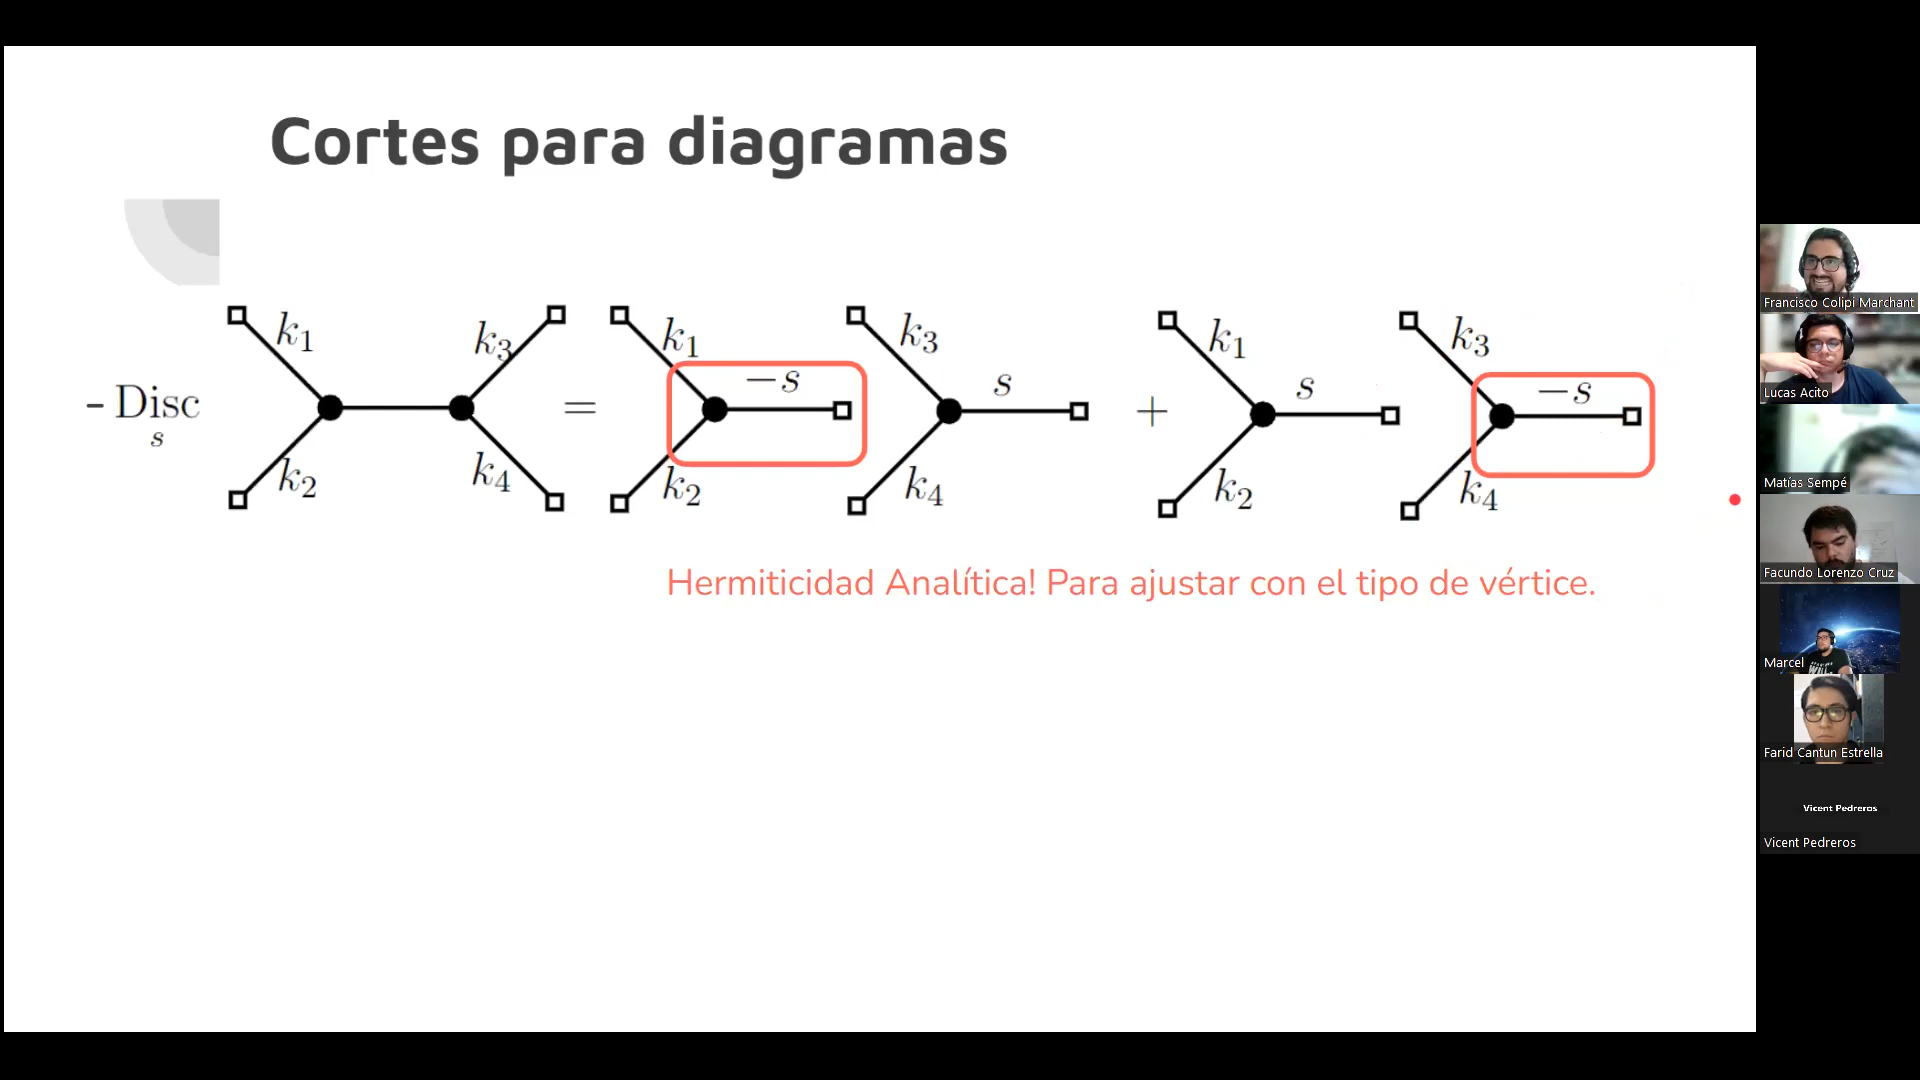 Cortes para diagramas
- Disc
s
k1 k2 k3 k4
=
k1 k2 −s
k3 k4 s
+
k1 k2 s
k3 k4 −s
Hermiticidad Analítica! Para ajustar con el tipo de vértice.
Francisco Colipi Marchant
Lucas Acito
Matías Sempé
Facundo Lorenzo Cruz
Marcel
Farid Cantun Estrella
Vicent Pedreros
Vicent Pedreros